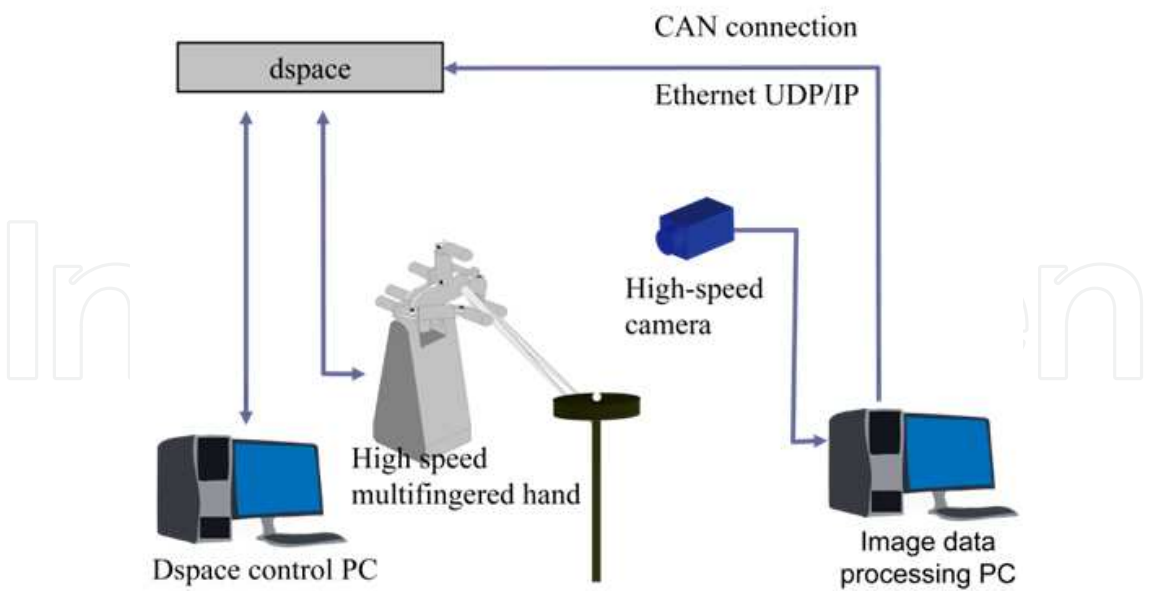 CAN connection
dspace
Ethernet UDP/IP
High-speed
camera
High speed
multifingered hand
Dspace control PC
Image data
processing PC